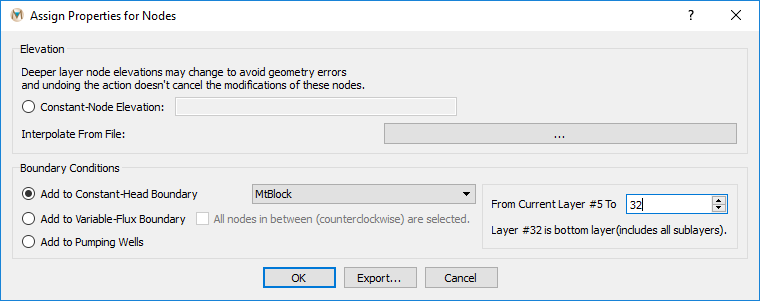 Assign Properties for Nodes
?
Elevation
Deeper layer node elevations may change to avoid geometry errors
and undoing the action doesn't cancel the modifications of these nodes.
Constant-Node Elevation:
Interpolate From File: ...
Boundary Conditions
Add to Constant-Head Boundary MtBlock
From Current Layer #5 To 32
Add to Variable-Flux Boundary All nodes in between (counterclockwise) are selected.
Layer #32 is bottom layer(includes all sublayers).
Add to Pumping Wells
OK Export... Cancel